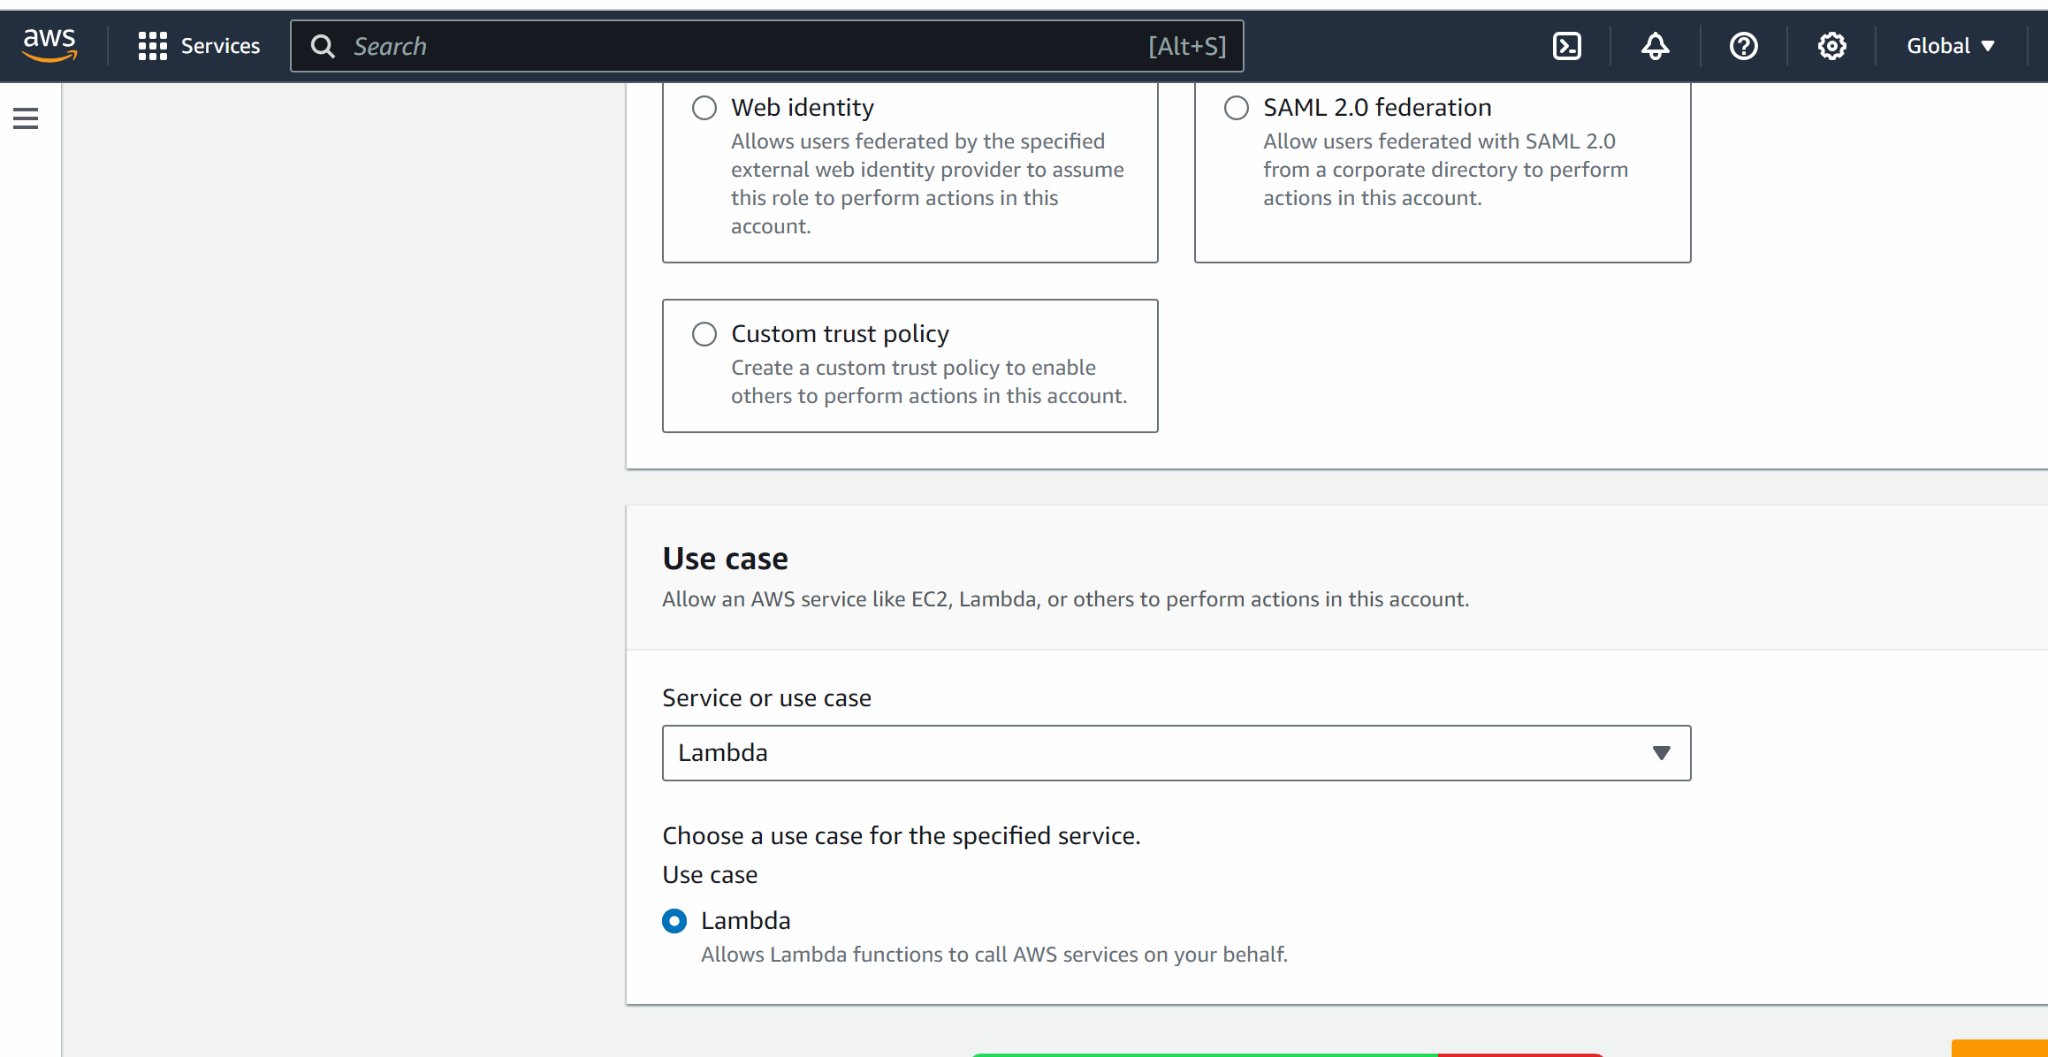 aws
Services
Search
[Alt+S]
Global
Web identity
Allows users federated by the specified
external web identity provider to assume
this role to perform actions in this
account.
SAML 2.0 federation
Allow users federated with SAML 2.0
from a corporate directory to perform
actions in this account.
Custom trust policy
Create a custom trust policy to enable
others to perform actions in this account.
Use case
Allow an AWS service like EC2, Lambda, or others to perform actions in this account.
Service or use case
Lambda
Choose a use case for the specified service.
Use case
Lambda
Allows Lambda functions to call AWS services on your behalf.